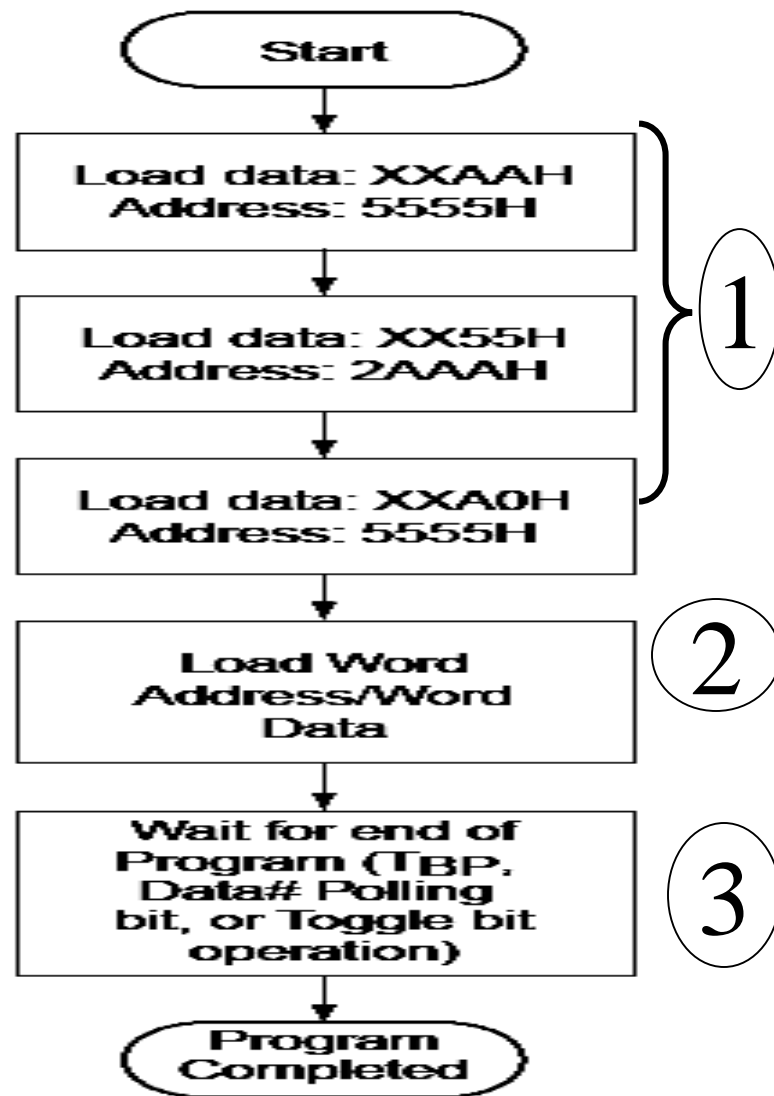 Start
Load data: XXAAH
Address: 5555H
1
Load data: XX55H
Address: 2AAAH
Load data: XXA0H
Address: 5555H
Load Word
Address/Word
Data
2
Wait for end of
Program (TBP,
Data# Polling
bit, or Toggle bit
operation)
3
Program
Completed